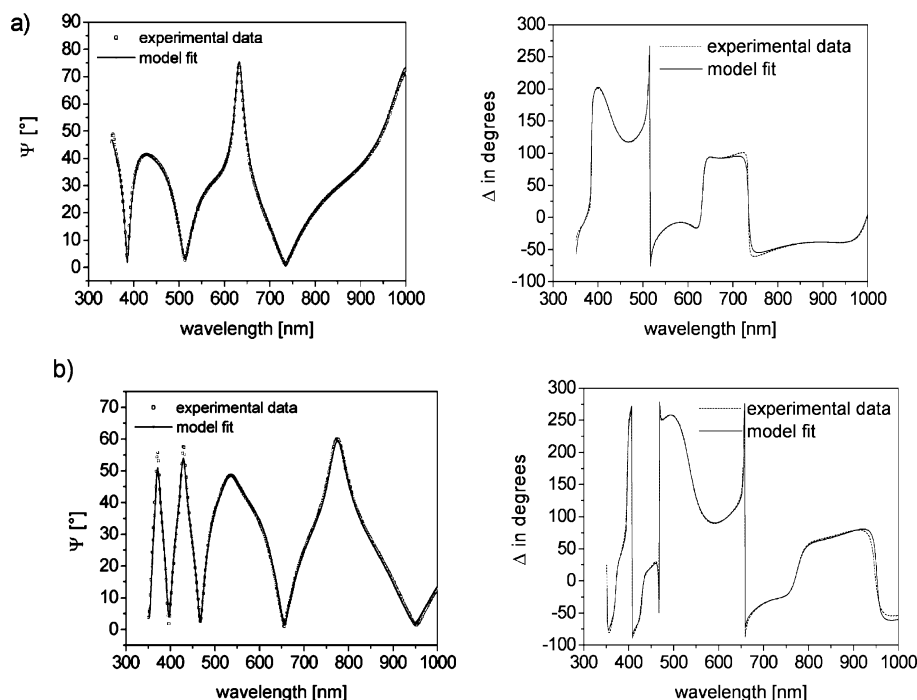 a)
90
80
70
60
50
40
30
20
10
0
Ψ [°]
experimental data
model fit
300 400 500 600 700 800 900 1000
wavelength [nm]
300
250
200
150
100
50
0
-50
-100
Δ in degrees
experimental data
model fit
300 400 500 600 700 800 900 1000
wavelength [nm]
b)
70
60
50
40
30
20
10
0
Ψ [°]
experimental data
model fit
300 400 500 600 700 800 900 1000
wavelength [nm]
300
250
200
150
100
50
0
-50
-100
Δ in degrees
experimental data
model fit
300 400 500 600 700 800 900 1000
wavelength [nm]